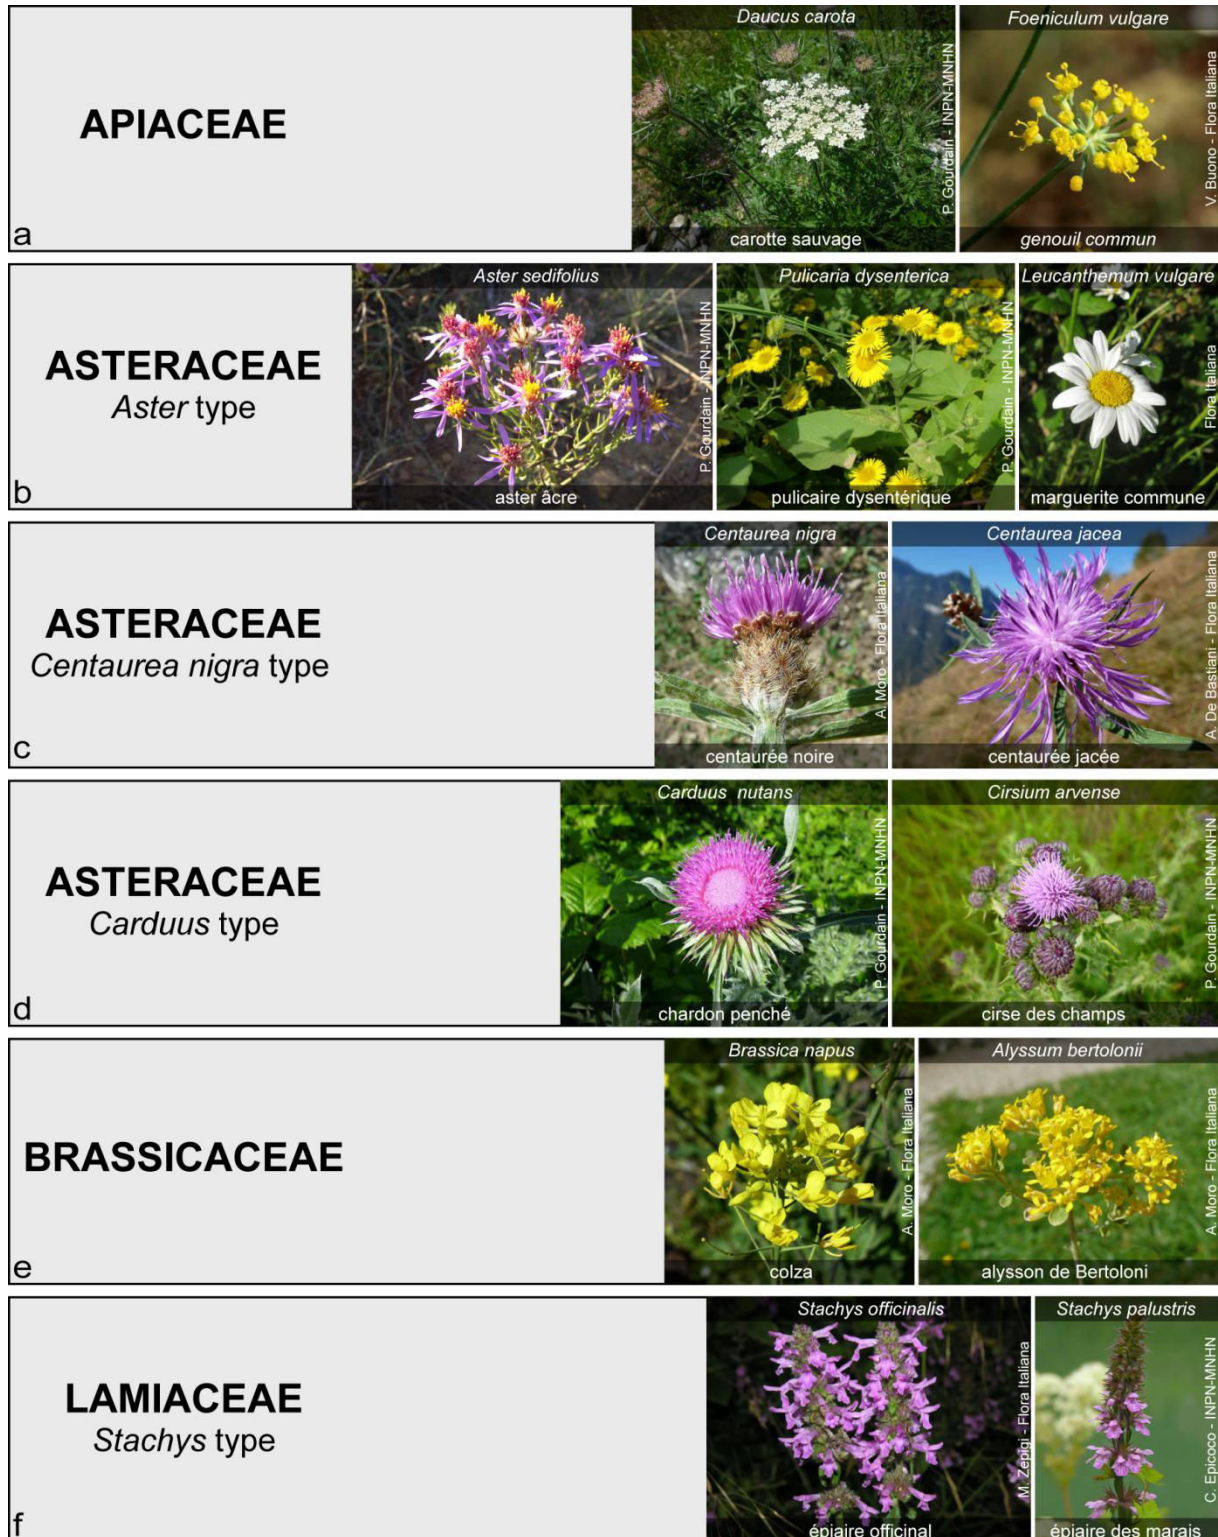 APIACEAE
a
Daucus carota
P. Gourdain - INPN-MNHN
carotte sauvage
Foeniculum vulgare
V. Buono - Flora Italiana
genouil commun
ASTERACEAE
Aster type
b
Aster sedifolius
P. Gourdain - INPN-MNHN
aster âcre
Pulicaria dysenterica
P. Gourdain - INPN-MNHN
pulicaire dysentérique
Leucanthemum vulgare
Flora Italiana
marguerite commune
ASTERACEAE
Centaurea nigra type
c
Centaurea nigra
A. Moro - Flora Italiana
centaurée noire
Centaurea jacea
A. De Bastiani - Flora Italiana
centaurée jacée
ASTERACEAE
Carduus type
d
Carduus nutans
P. Gourdain - INPN-MNHN
chardon penché
Cirsium arvense
P. Gourdain - INPN-MNHN
cirse des champs
BRASSICACEAE
e
Brassica napus
A. Moro - Flora Italiana
colza
Alyssum bertolonii
A. Moro - Flora Italiana
alysson de Bertoloni
LAMIACEAE
Stachys type
f
Stachys officinalis
M. Zepigi - Flora Italiana
épiaire officinal
Stachys palustris
C. Epicoco - INPN-MNHN
épiaire des marais